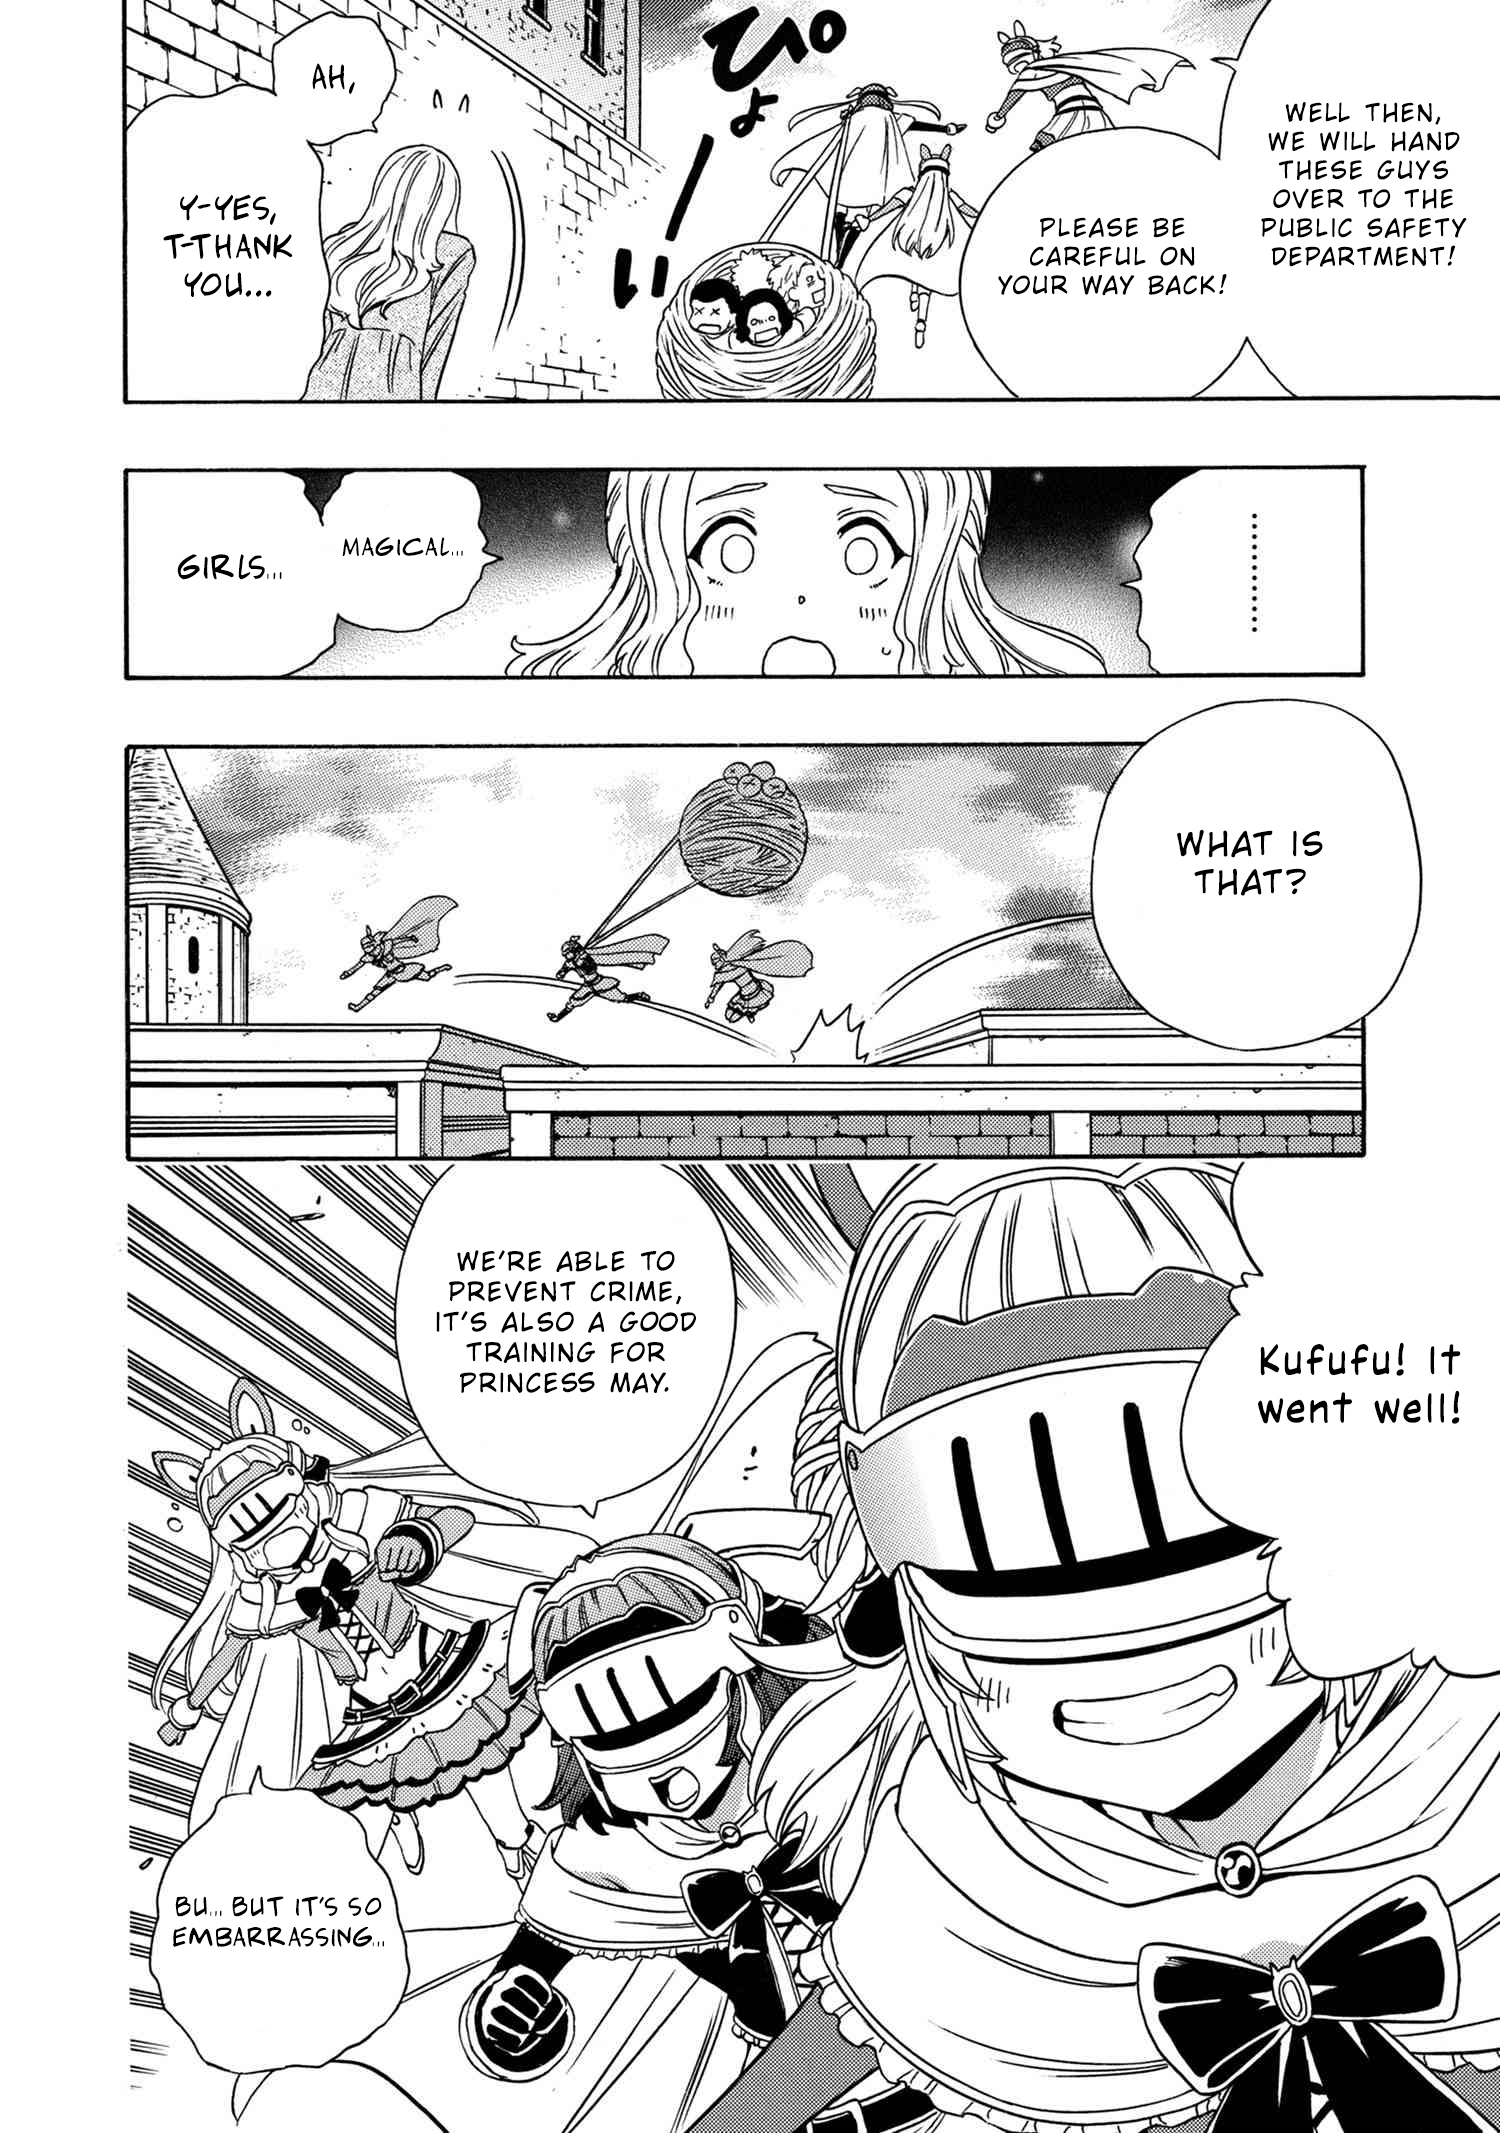 WELL THEN,
WE WILL HAND
THESE GUYS
OVER TO THE
PUBLIC SAFETY
DEPARTMENT!
PLEASE BE
CAREFUL ON
YOUR WAY BACK!
ぴょーい
AH,
Y-YES,
T-THANK
YOU...
..........
MAGICAL...
GIRLS...
WHAT IS
THAT?
Kufufu! It
went well!
WE'RE ABLE TO
PREVENT CRIME,
IT'S ALSO A GOOD
TRAINING FOR
PRINCESS MAY.
BU... BUT IT'S SO
EMBARRASSING...